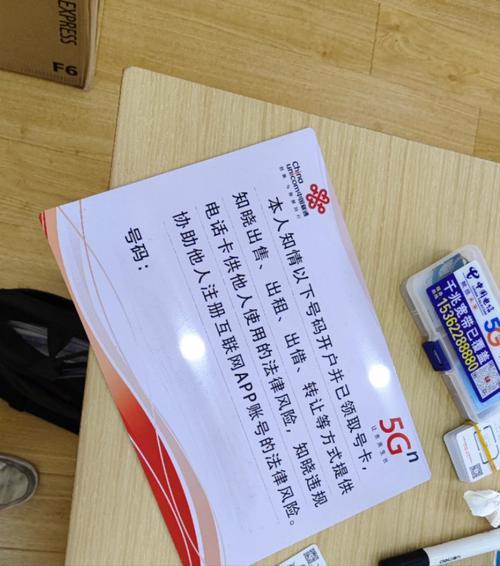 EXPRESS
F6
China
unicom中国联通
5Gn
本人知情以下号码开户并已领取号卡，
知晓出售、出租、出借、转让等方式提供
电话卡供他人使用的法律风险，知晓违规
协助他人注册互联网APP账号的法律风险。
号码：
中国电信
5G
千兆宽带已覆盖
15362288880